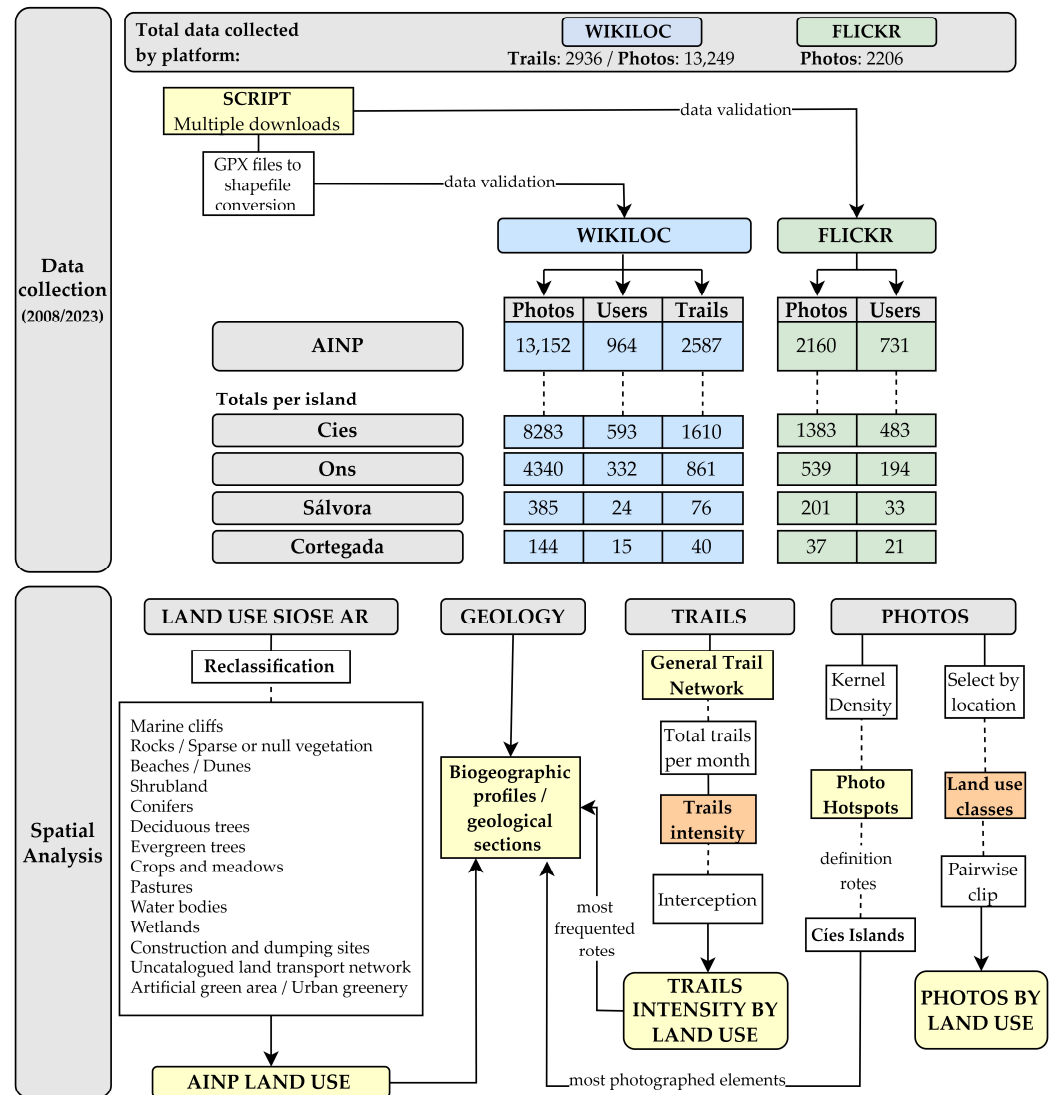 Total data collected
by platform:
WIKILOC
FLICKR
Trails: 2936 / Photos: 13,249
Photos: 2206
SCRIPT
Multiple downloads
data validation
GPX files to
shapefile
conversion
data validation
WIKILOC
FLICKR
Data
collection
(2008/2023)
Photos Users Trails
Photos Users
AINP
13,152 964 2587
2160 731
Totals per island
Cies
8283 593 1610
1383 483
Ons
4340 332 861
539 194
Sálvora
385 24 76
201 33
Cortegada
144 15 40
37 21
Spatial
Analysis
LAND USE SIOSE AR
GEOLOGY
TRAILS
PHOTOS
Reclassification
Marine cliffs
Rocks / Sparse or null vegetation
Beaches / Dunes
Shrubland
Conifers
Deciduous trees
Evergreen trees
Crops and meadows
Pastures
Water bodies
Wetlands
Construction and dumping sites
Uncatalogued land transport network
Artificial green area / Urban greenery
AINP LAND USE
Biogeographic
profiles /
geological
sections
General Trail
Network
Total trails
per month
Trails
intensity
Interception
most
frequented
rotes
TRAILS
INTENSITY BY
LAND USE
Kernel
Density
Photo
Hotspots
definition
rotes
Cíes Islands
most photographed elements
Select by
location
Land use
classes
Pairwise
clip
PHOTOS BY
LAND USE